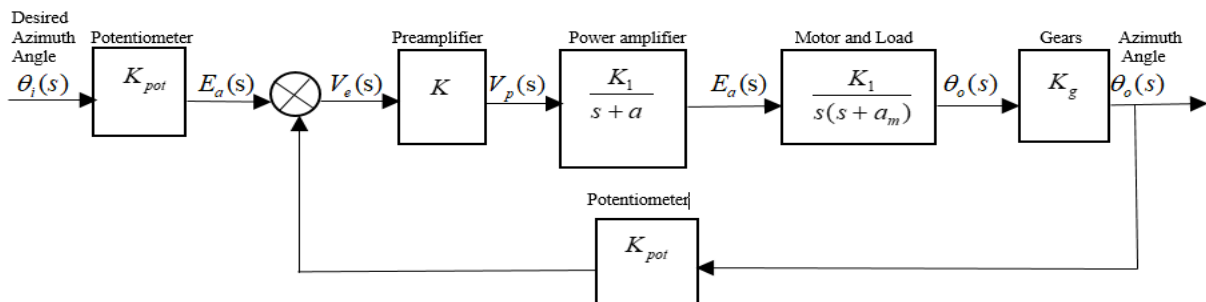 Desired
Azimuth
Angle
Potentiometer
Preamplifier
Power amplifier
Motor and Load
Gears
Azimuth
Angle
θi(s)
Kpot
Ea(s)
Ve(s)
K
Vp(s)
K1
s + a
Ea(s)
K1
s(s + am)
θo(s)
Kg
θo(s)
Potentiometer
Kpot